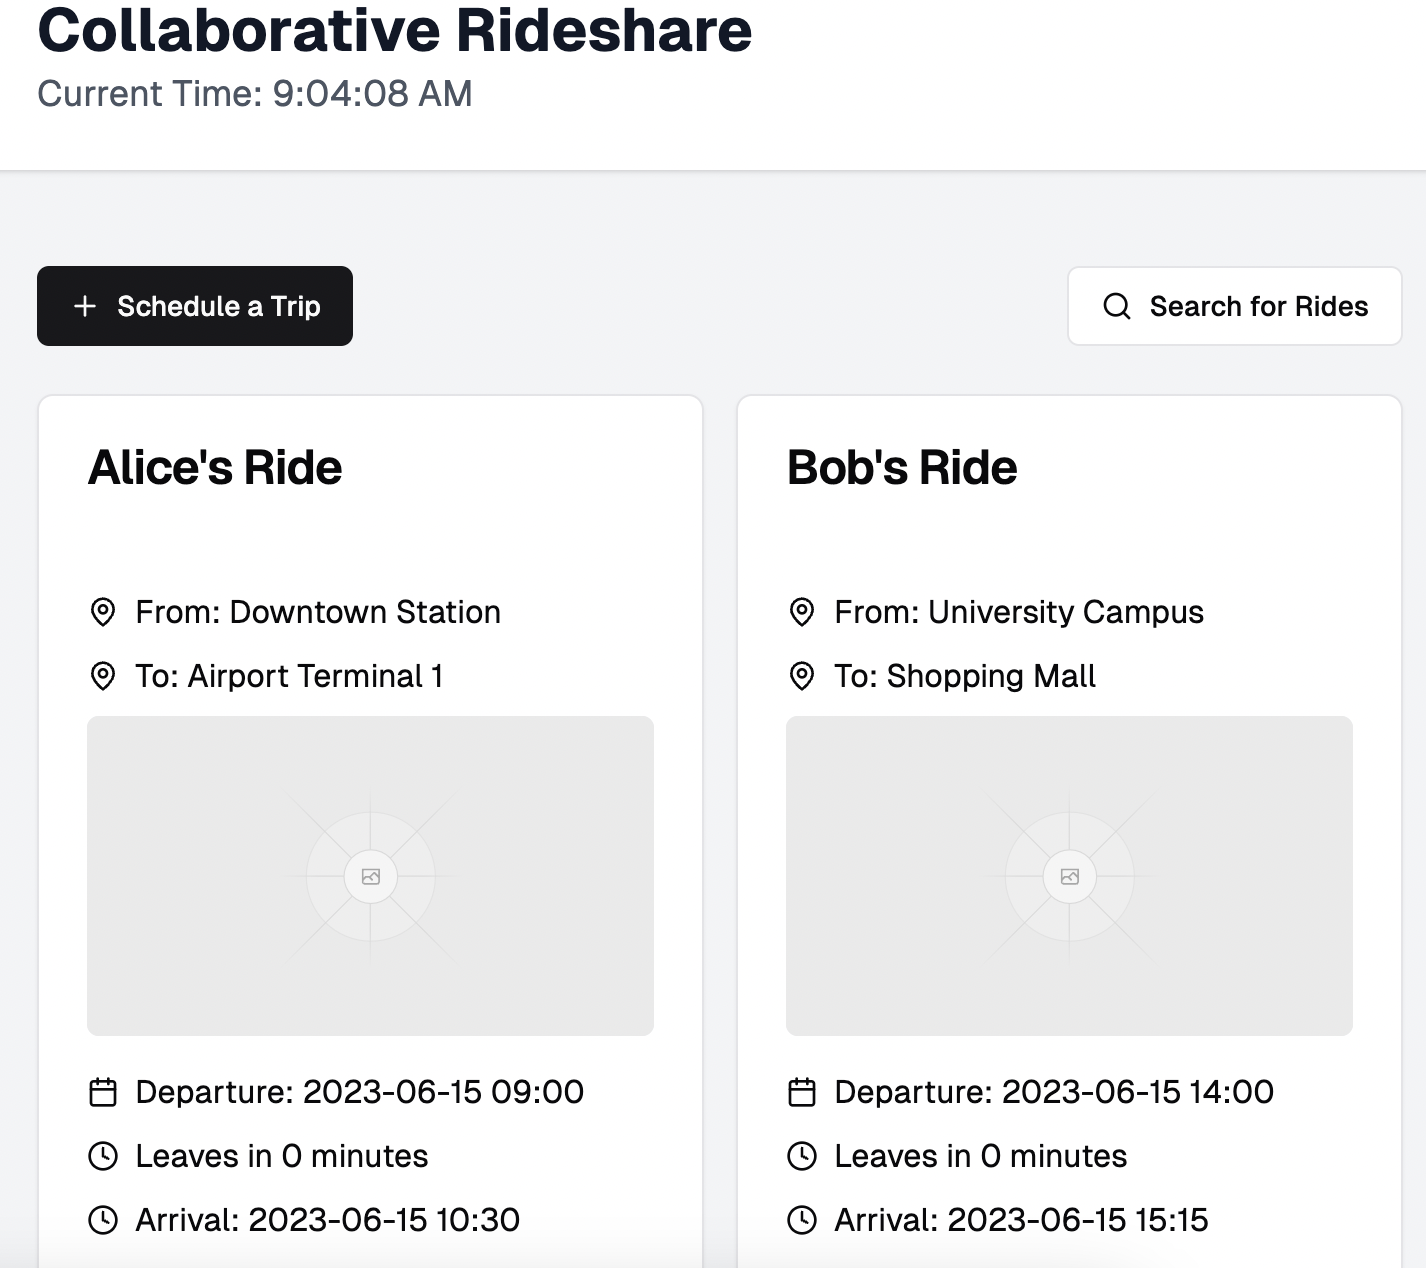 Collaborative Rideshare
Current Time: 9:04:08 AM
Schedule a Trip
Search for Rides
Alice's Ride
From: Downtown Station
To: Airport Terminal 1
Departure: 2023-06-15 09:00
Leaves in 0 minutes
Arrival: 2023-06-15 10:30
Bob's Ride
From: University Campus
To: Shopping Mall
Departure: 2023-06-15 14:00
Leaves in 0 minutes
Arrival: 2023-06-15 15:15